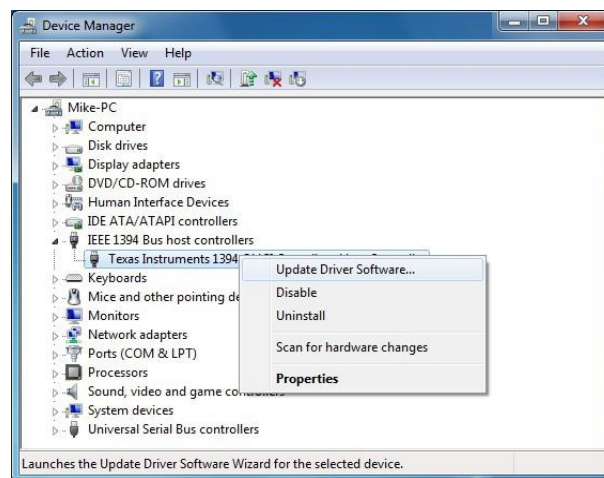 Device Manager
File Action View Help
Mike-PC
Computer
Disk drives
Display adapters
DVD/CD-ROM drives
Human Interface Devices
IDE ATA/ATAPI controllers
IEEE 1394 Bus host controllers
Texas Instruments 1394
Update Driver Software...
Keyboards
Disable
Mice and other pointing de
Uninstall
Monitors
Network adapters
Scan for hardware changes
Ports (COM & LPT)
Processors
Properties
Sound, video and game controllers
System devices
Universal Serial Bus controllers
Launches the Update Driver Software Wizard for the selected device.